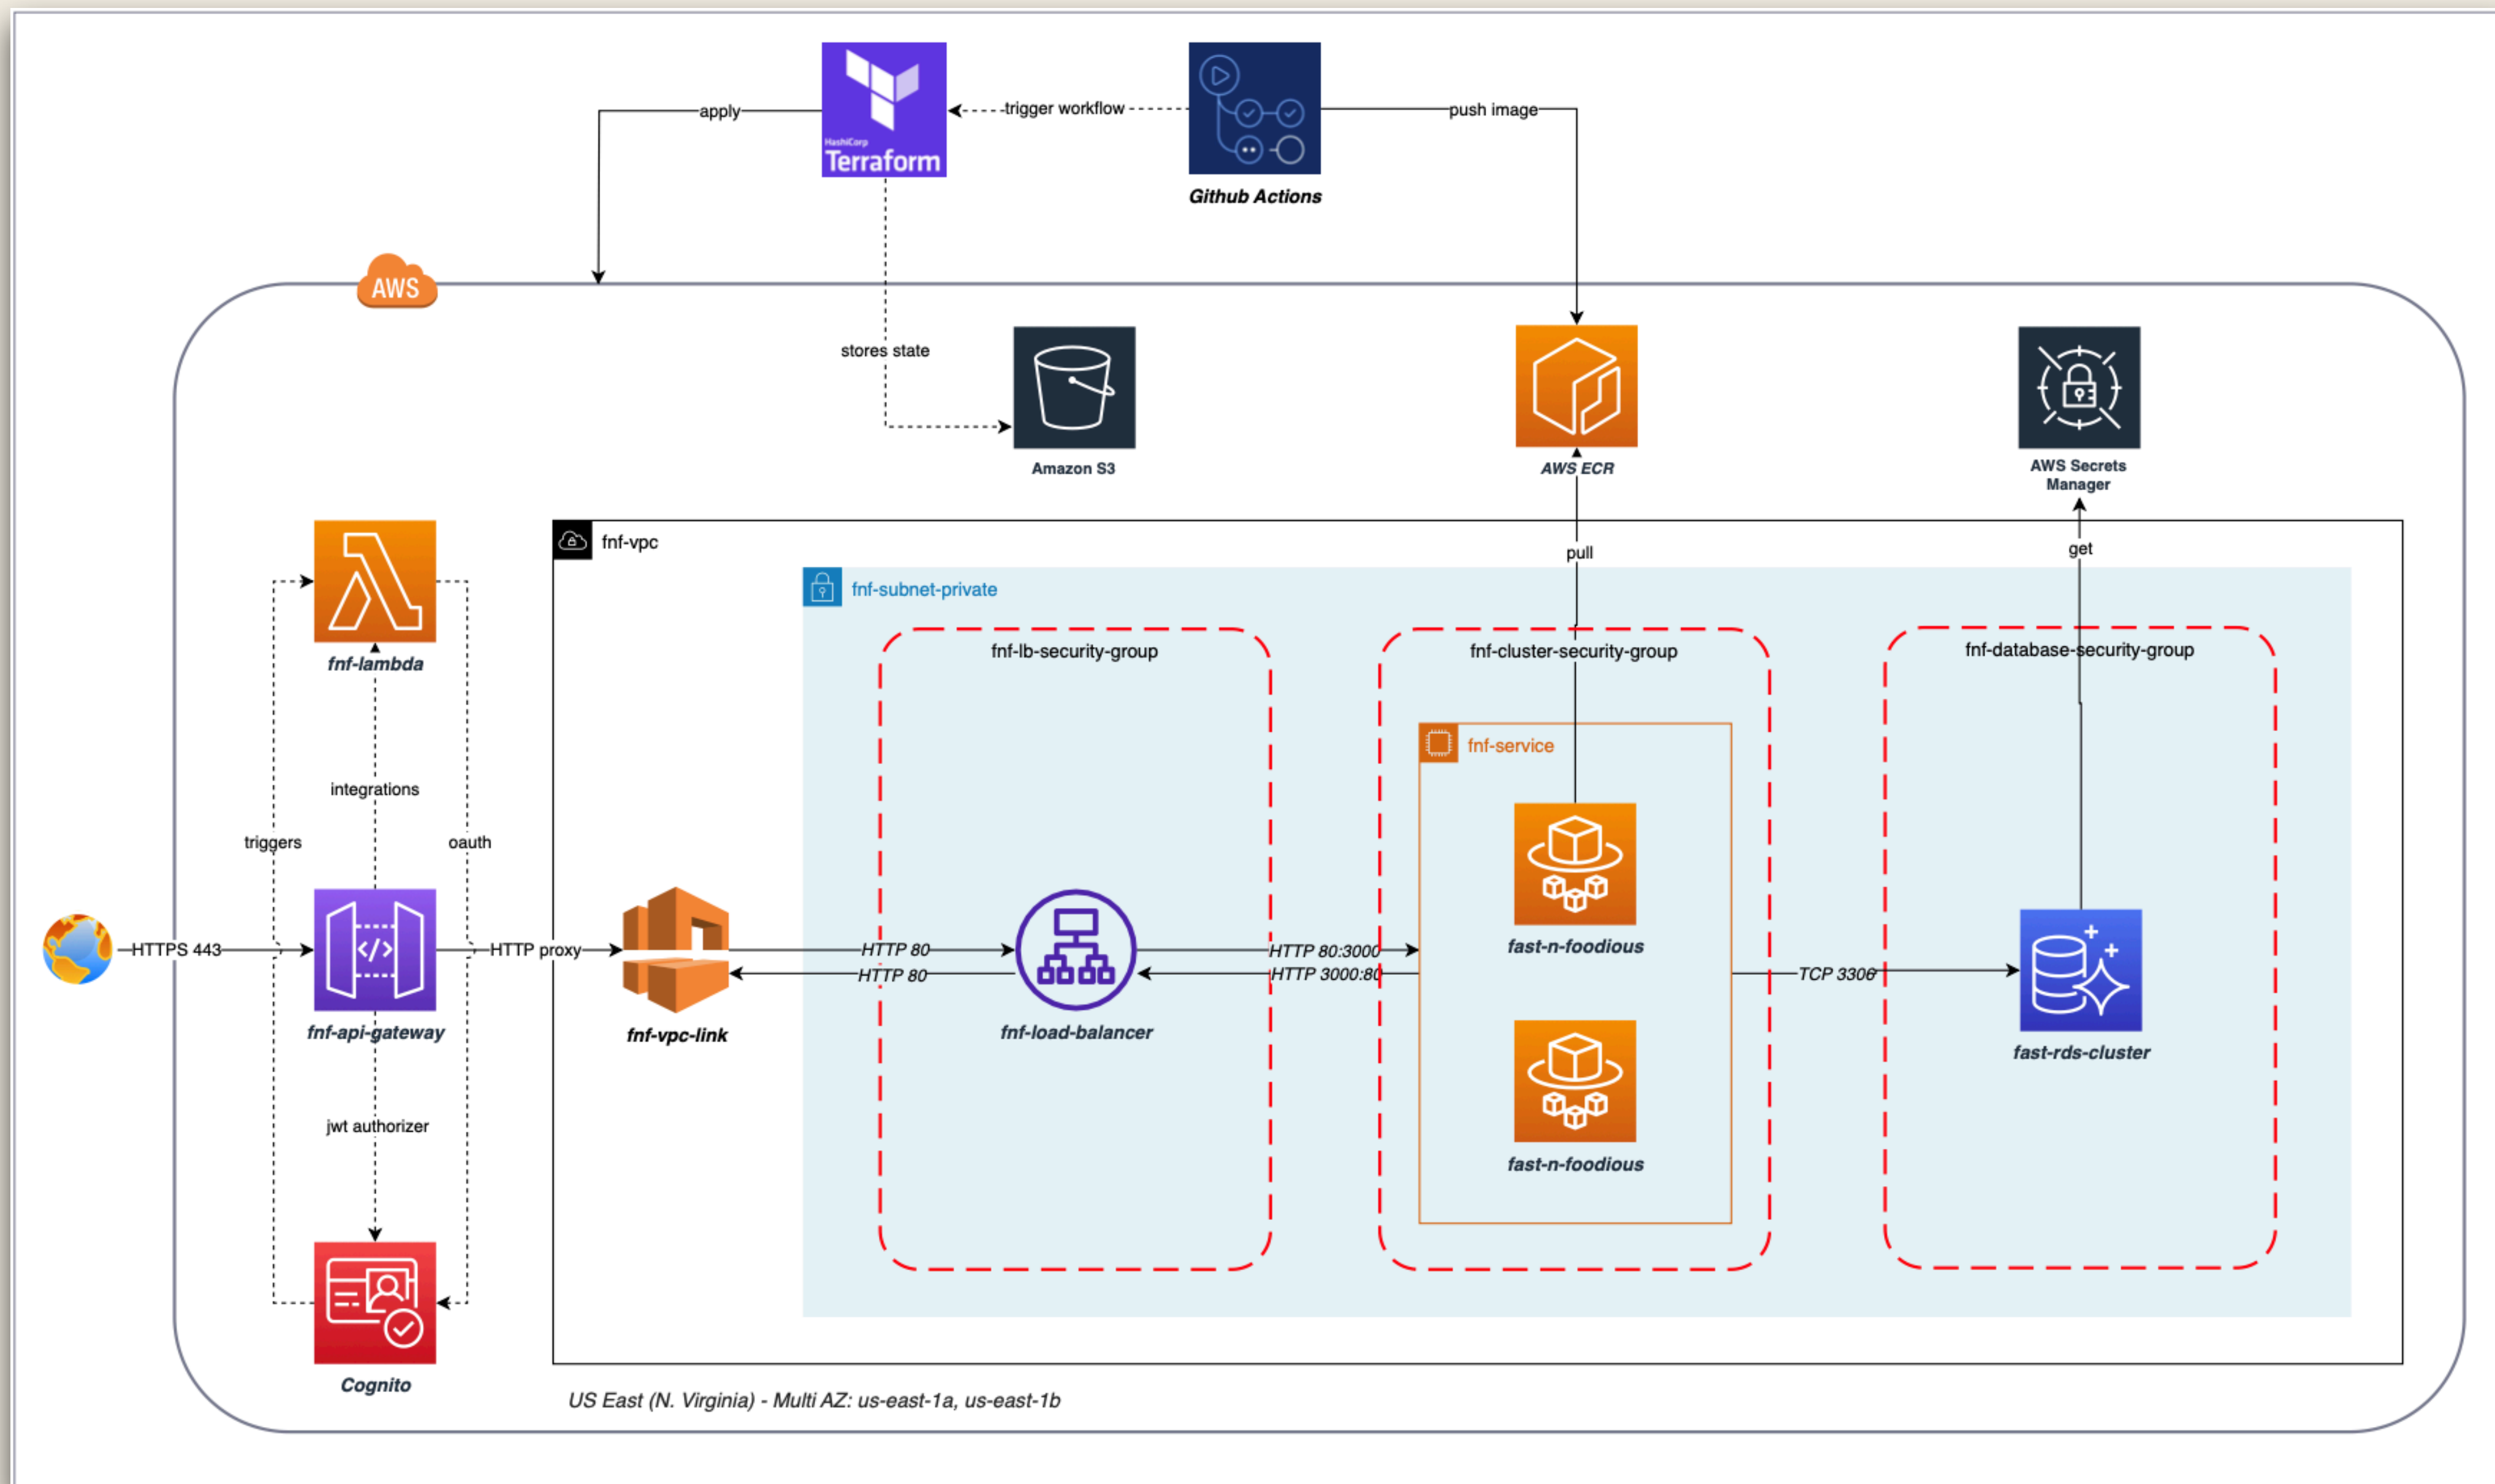 apply
trigger workflow
push image
HashiCorp
Terraform
Github Actions
AWS
stores state
Amazon S3
AWS ECR
AWS Secrets
Manager
fnf-vpc
pull
get
fnf-subnet-private
fnf-lb-security-group
fnf-cluster-security-group
fnf-database-security-group
fnf-lambda
fnf-service
integrations
triggers
oauth
HTTPS 443
</>
HTTP proxy
HTTP 80
HTTP 80
HTTP 80:3000
HTTP 3000:80
TCP 3306
fast-n-foodious
fnf-api-gateway
fnf-vpc-link
fnf-load-balancer
fast-rds-cluster
jwt authorizer
fast-n-foodious
Cognito
US East (N. Virginia) - Multi AZ: us-east-1a, us-east-1b